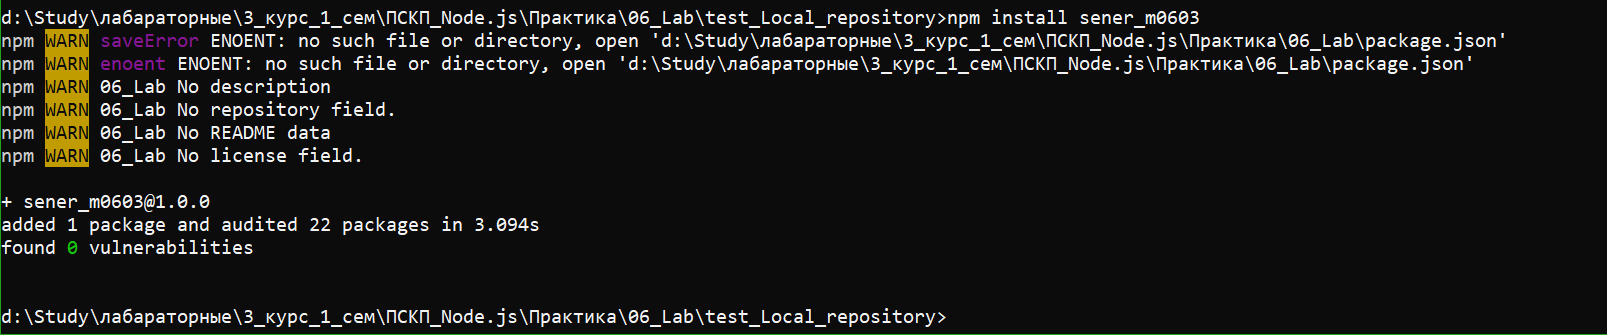 d:\Study\лабараторные\3_курс_1_сем\ПСКП_Node.js\Практика\06_Lab\test_Local_repository>npm install sener_m0603
npm WARN saveError ENOENT: no such file or directory, open 'd:\Study\лабараторные\3_курс_1_сем\ПСКП_Node.js\Практика\06_Lab\package.json'
npm WARN enoent ENOENT: no such file or directory, open 'd:\Study\лабараторные\3_курс_1_сем\ПСКП_Node.js\Практика\06_Lab\package.json'
npm WARN 06_Lab No description
npm WARN 06_Lab No repository field.
npm WARN 06_Lab No README data
npm WARN 06_Lab No license field.
+ sener_m0603@1.0.0
added 1 package and audited 22 packages in 3.094s
found 0 vulnerabilities
d:\Study\лабараторные\3_курс_1_сем\ПСКП_Node.js\Практика\06_Lab\test_Local_repository>